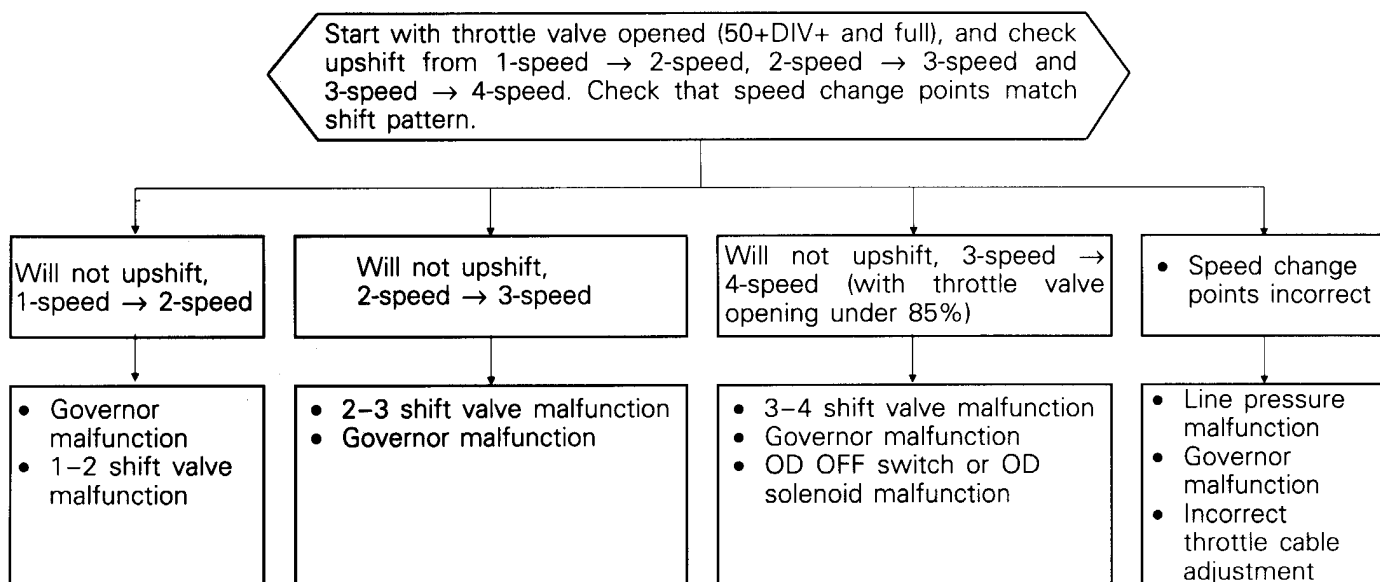 Start with throttle valve opened (50+DIV+ and full), and check
upshift from 1-speed → 2-speed, 2-speed → 3-speed and
3-speed → 4-speed. Check that speed change points match
shift pattern.
Will not upshift,
1-speed → 2-speed
Will not upshift,
2-speed → 3-speed
Will not upshift, 3-speed →
4-speed (with throttle valve
opening under 85%)
• Speed change
points incorrect
• Governor
malfunction
• 1–2 shift valve
malfunction
• 2–3 shift valve malfunction
• Governor malfunction
• 3–4 shift valve malfunction
• Governor malfunction
• OD OFF switch or OD
solenoid malfunction
• Line pressure
malfunction
• Governor
malfunction
• Incorrect
throttle cable
adjustment